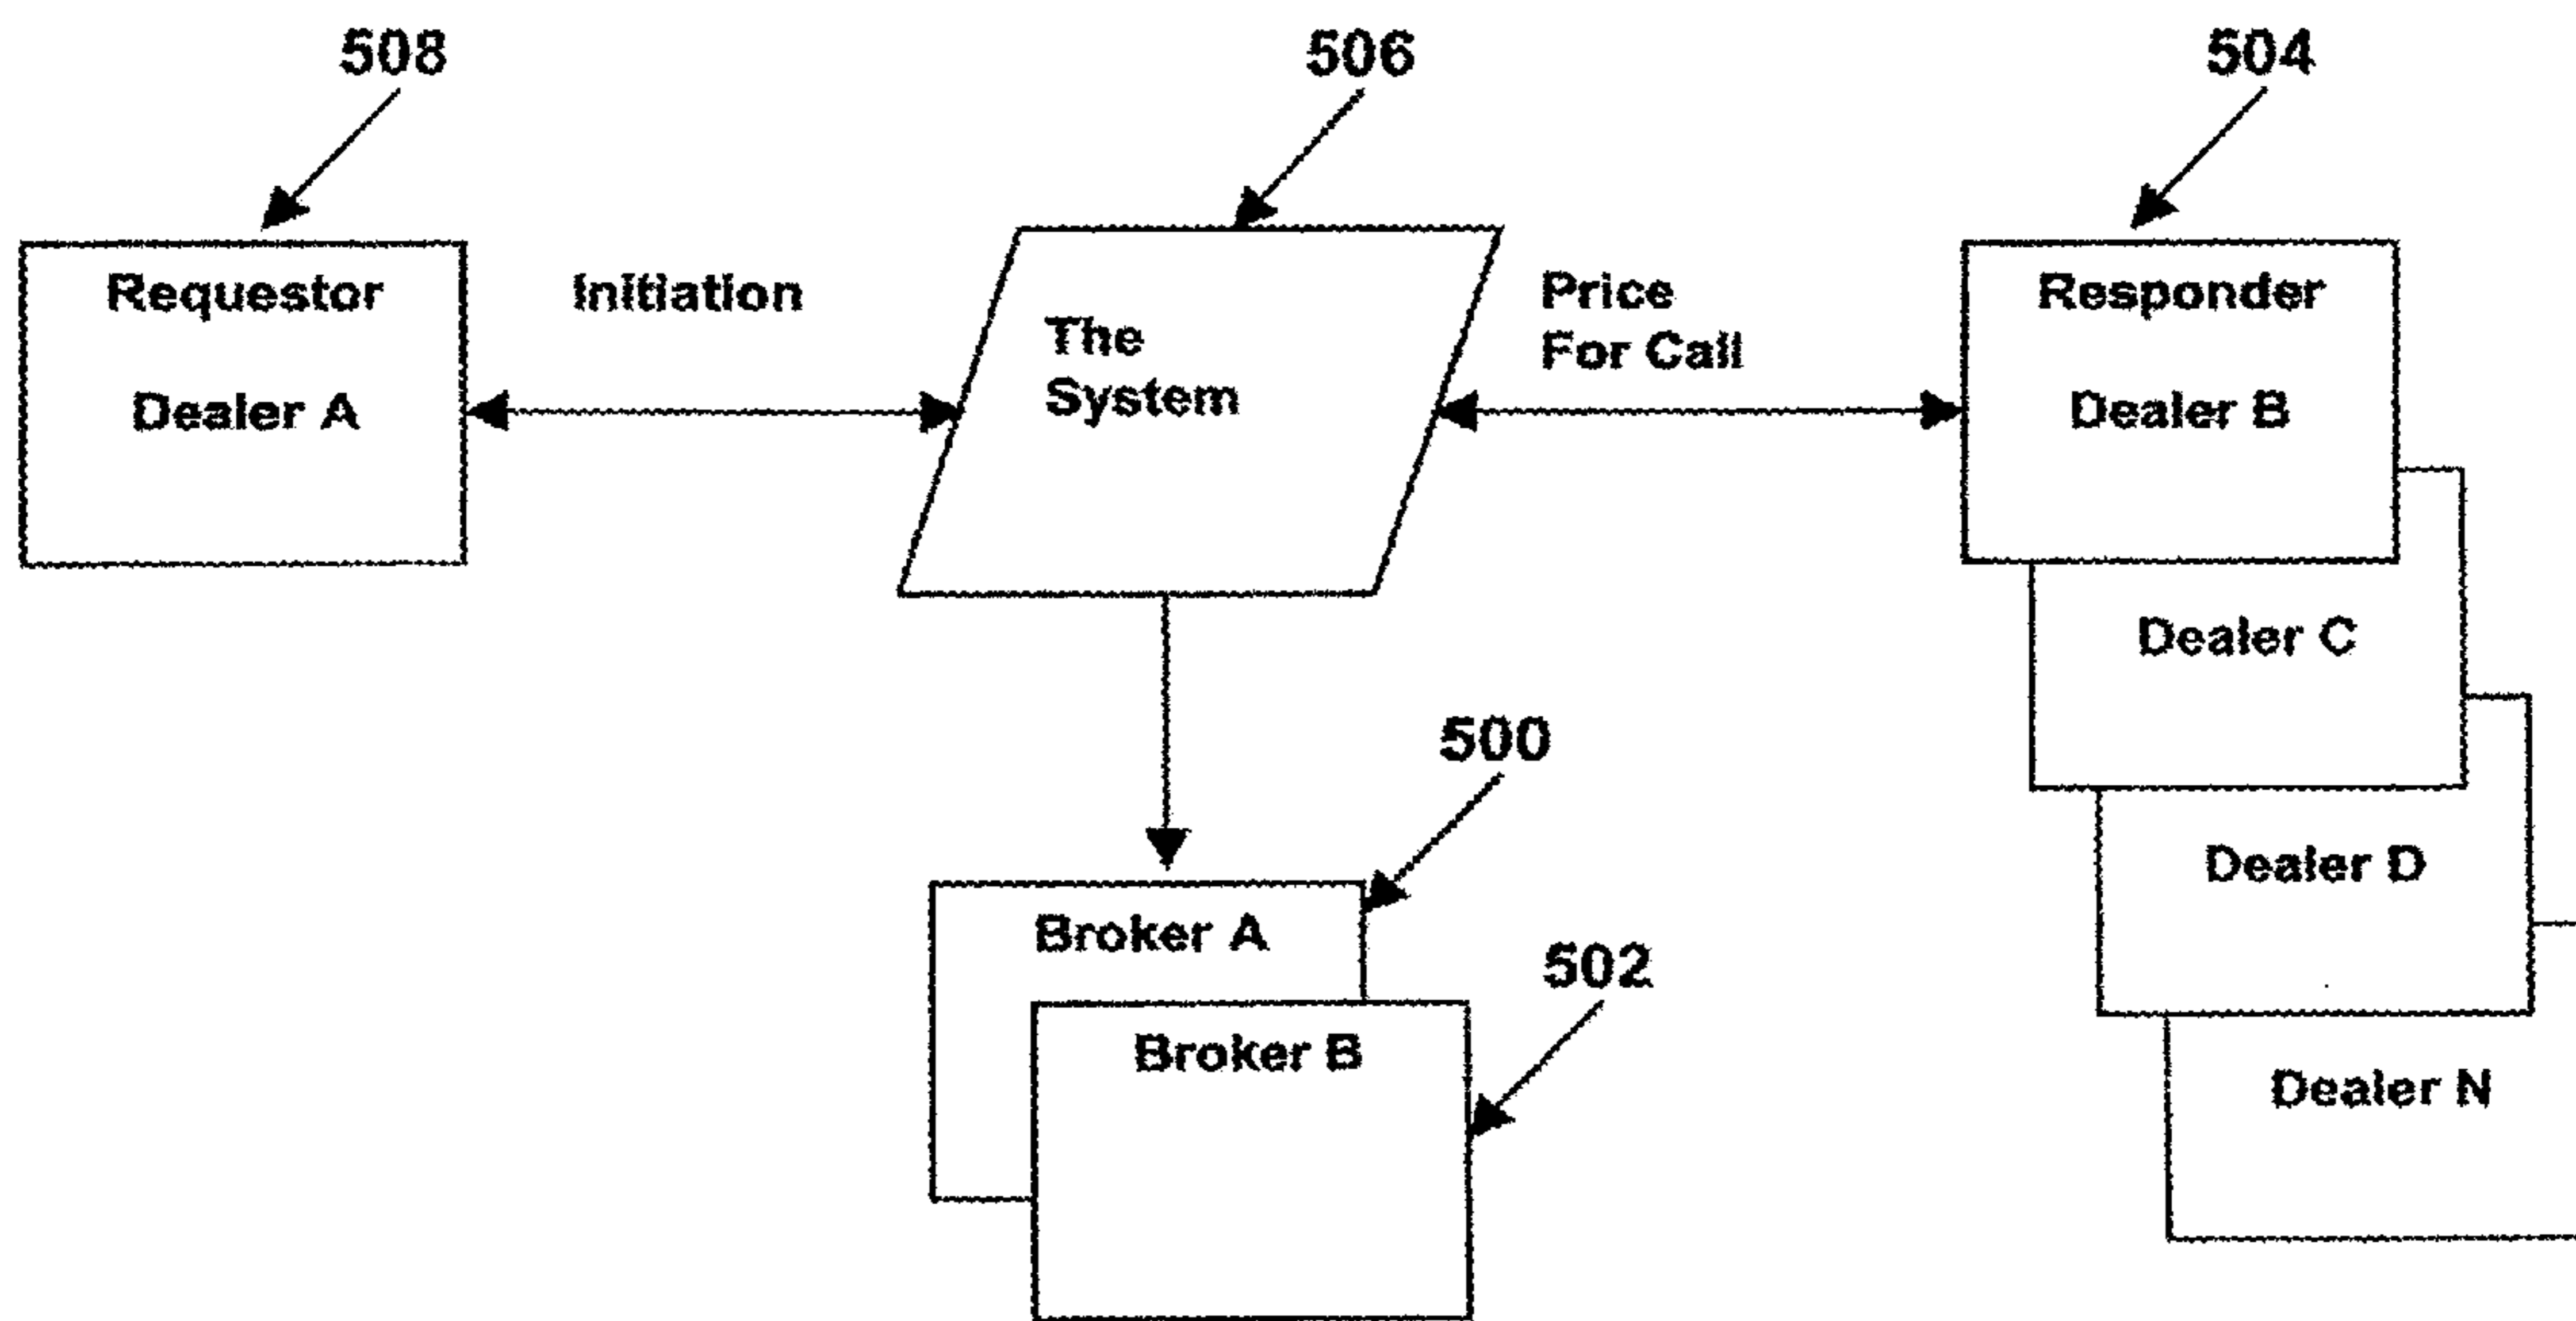 508
506
504
Requestor
Dealer A
Initiation
The
System
Price
For Call
Responder
Dealer B
Dealer C
Dealer D
Dealer N
500
Broker A
502
Broker B